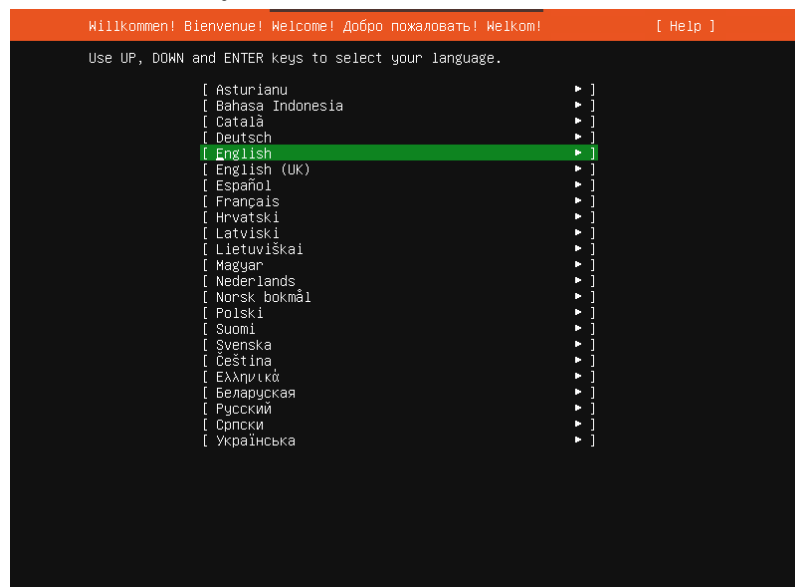 Willkommen! Bienvenue! Welcome! Добро пожаловать! Welkom! [ Help ]
Use UP, DOWN and ENTER keys to select your language.
[ Asturianu ► ]
[ Bahasa Indonesia ► ]
[ Català ► ]
[ Deutsch ► ]
[ English ► ]
[ English (UK) ► ]
[ Español ► ]
[ Français ► ]
[ Hrvatski ► ]
[ Latviski ► ]
[ Lietuviškai ► ]
[ Magyar ► ]
[ Nederlands ► ]
[ Norsk bokmål ► ]
[ Polski ► ]
[ Suomi ► ]
[ Svenska ► ]
[ Čeština ► ]
[ Ελληνικά ► ]
[ Беларуская ► ]
[ Русский ► ]
[ Српски ► ]
[ Українська ► ]